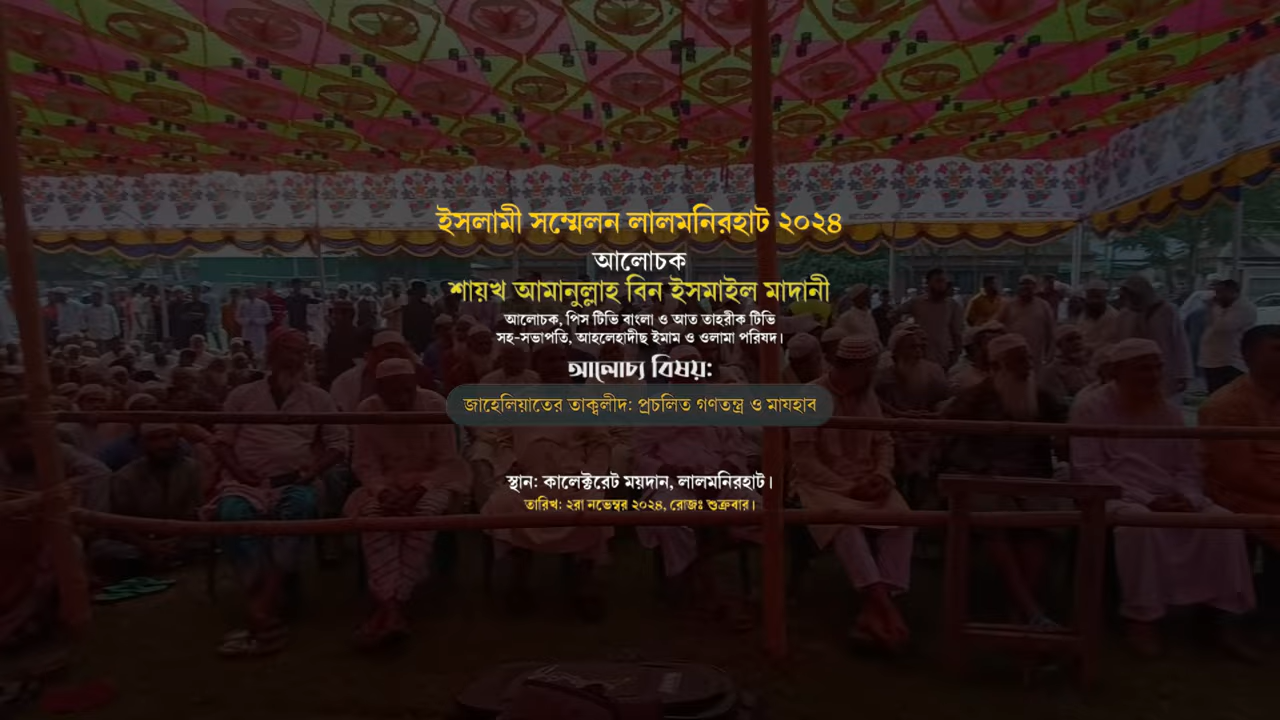 ইসলামী সম্মেলন লালমনিরহাট ২০২৪
আলোচক
শায়খ আমানুল্লাহ বিন ইসমাইল মাদানী
আলোচক, পিস টিভি বাংলা ও আত তাহরীক টিভি
সহ-সভাপতি, আহলেহাদীছ ইমাম ও ওলামা পরিষদ।
আলোচ্য বিষয়:
জাহেলিয়াতের তাক্বলীদ: প্রচলিত গণতন্ত্র ও মাযহাব
স্থান: কালেক্টরেট ময়দান, লালমনিরহাট।
তারিখ: ২রা নভেম্বর ২০২৪, রোজঃ শুক্রবার।